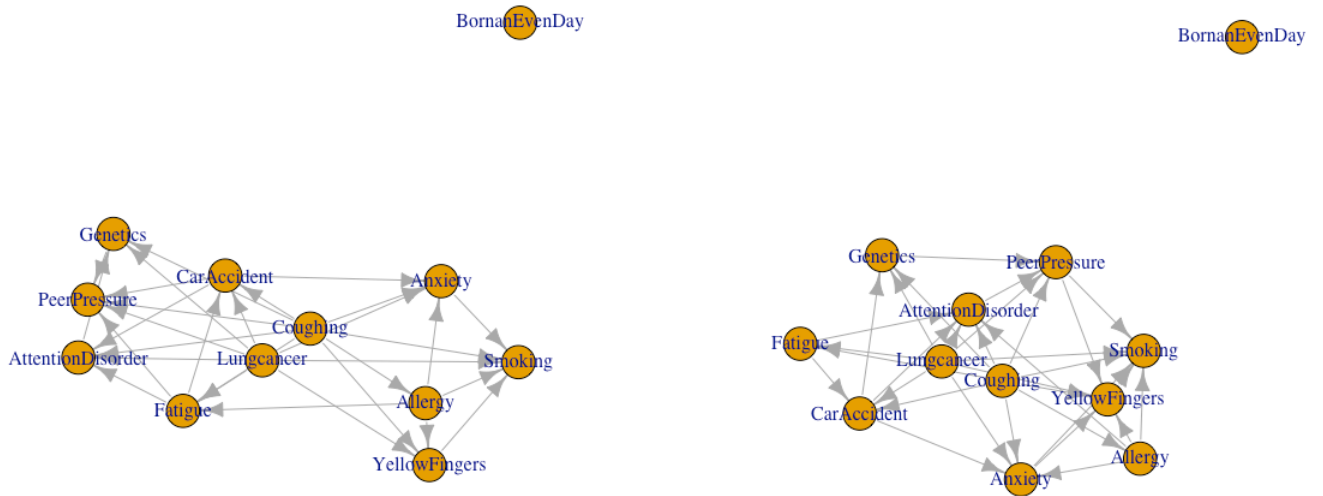 BornanEvenDay
Genetics
CarAccident
Anxiety
PeerPressure
Coughing
AttentionDisorder
Lungcancer
Smoking
Fatigue
Allergy
YellowFingers
BornanEvenDay
Genetics
PeerPressure
AttentionDisorder
Fatigue
Lungcancer
Smoking
Coughing
CarAccident
YellowFingers
Allergy
Anxiety